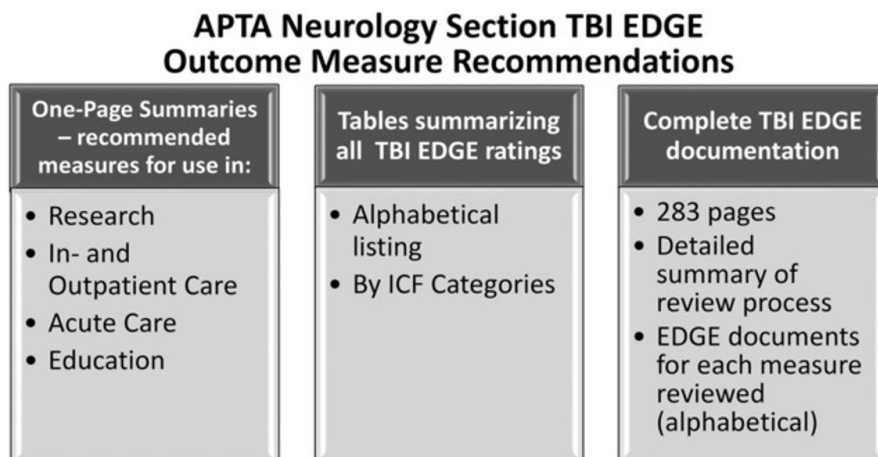 APTA Neurology Section TBI EDGE
Outcome Measure Recommendations
One-Page Summaries
– recommended
measures for use in:
• Research
• In- and
Outpatient Care
• Acute Care
• Education
Tables summarizing
all TBI EDGE ratings
• Alphabetical
listing
• By ICF Categories
Complete TBI EDGE
documentation
• 283 pages
• Detailed
summary of
review process
• EDGE documents
for each measure
reviewed
(alphabetical)